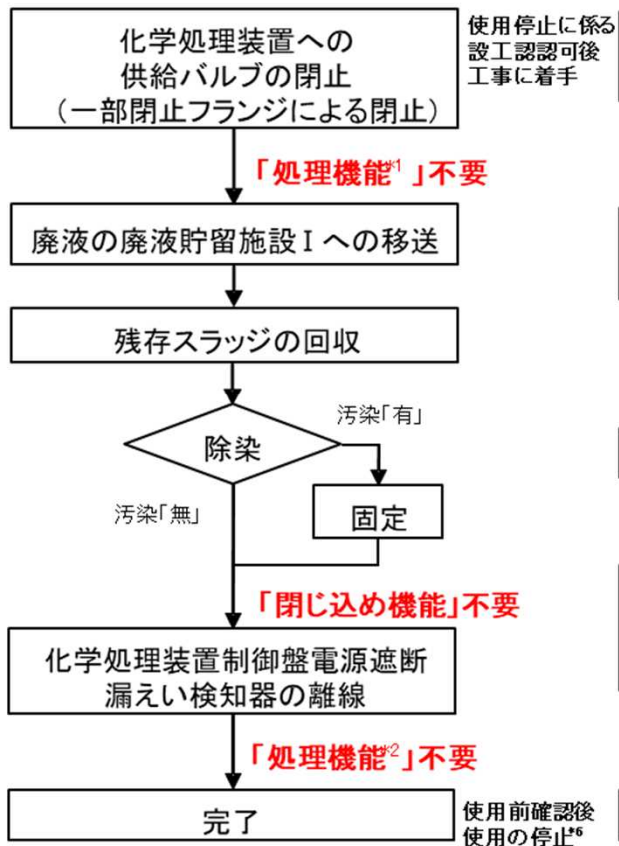 化学処理装置への
供給バルブの閉止
（一部閉止フランジによる閉止）
使用停止に係る
設工認認可後
工事に着手
「処理機能*1」不要
廃液の廃液貯留施設Ⅰへの移送
残存スラッジの回収
除染
汚染「有」
固定
汚染「無」
「閉じ込め機能」不要
化学処理装置制御盤電源遮断
漏えい検知器の離線
「処理機能*2」不要
完了
使用前確認後
使用の停止*6